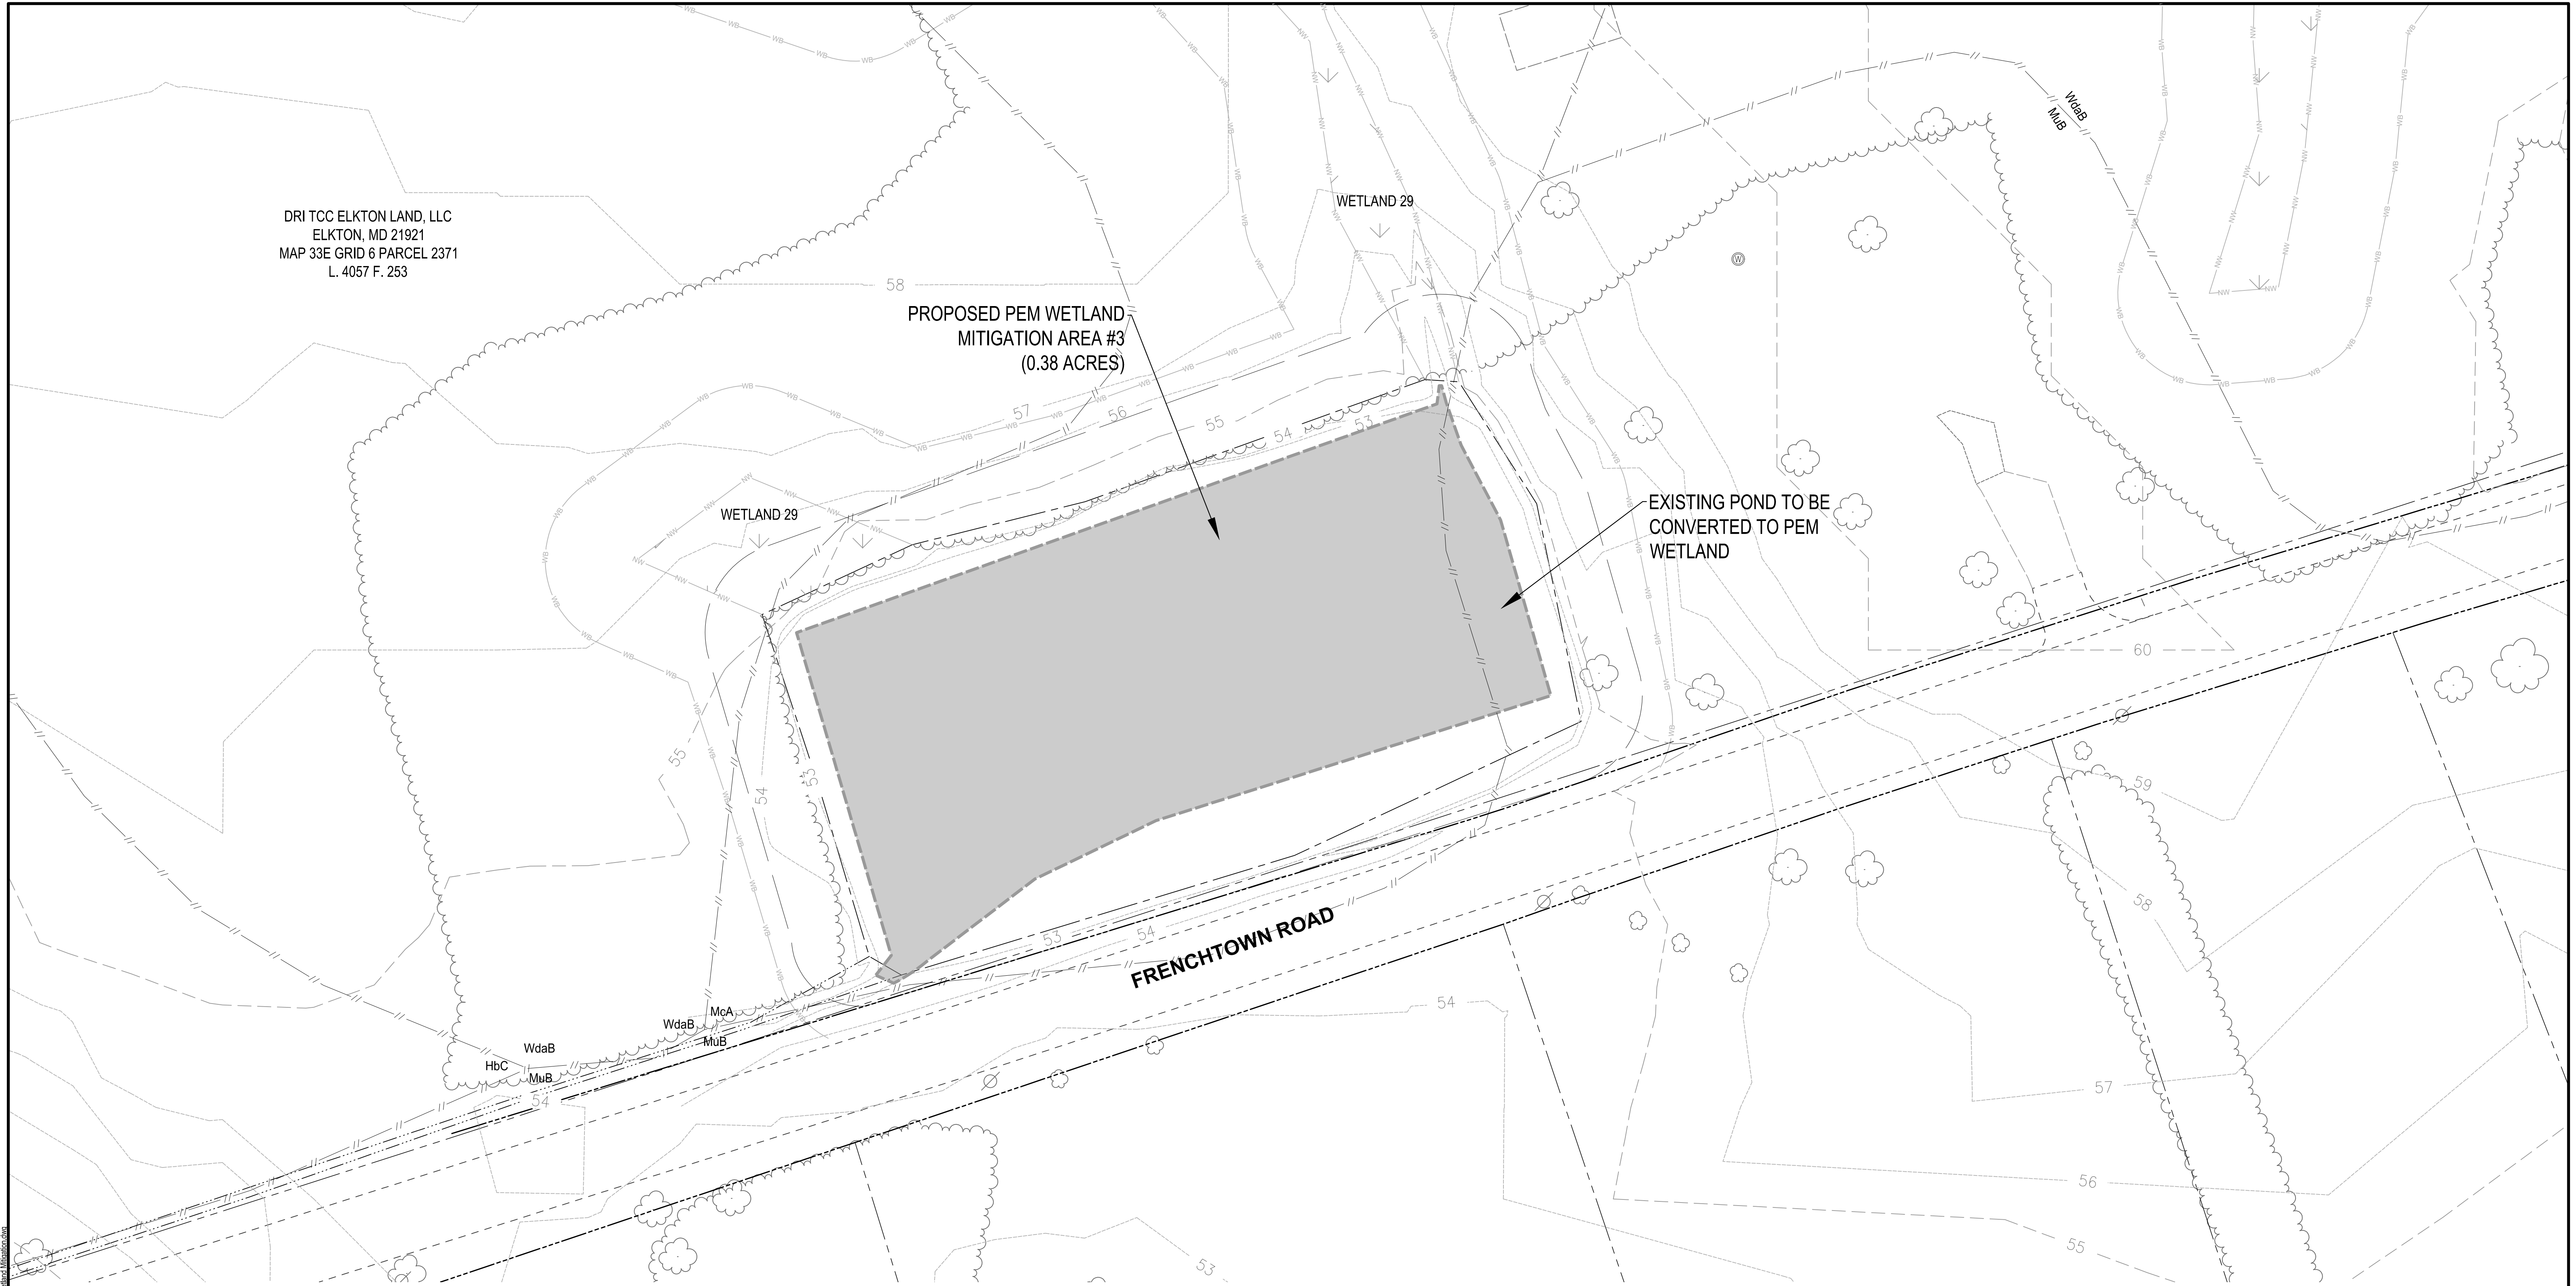 WdaB
MuB
WETLAND 29
DRI TCC ELKTON LAND, LLC
ELKTON, MD 21921
MAP 33E GRID 6 PARCEL 2371
L. 4057 F. 253
58
PROPOSED PEM WETLAND
MITIGATION AREA #3
(0.38 ACRES)
57
56
55
54
53
EXISTING POND TO BE
CONVERTED TO PEM
WETLAND
WETLAND 29
W
60
55
54
53
59
58
FRENCHTOWN ROAD
53
54
54
McA
WdaB
MuB
WdaB
HbC
MuB
54
57
56
55
53
WB
NW